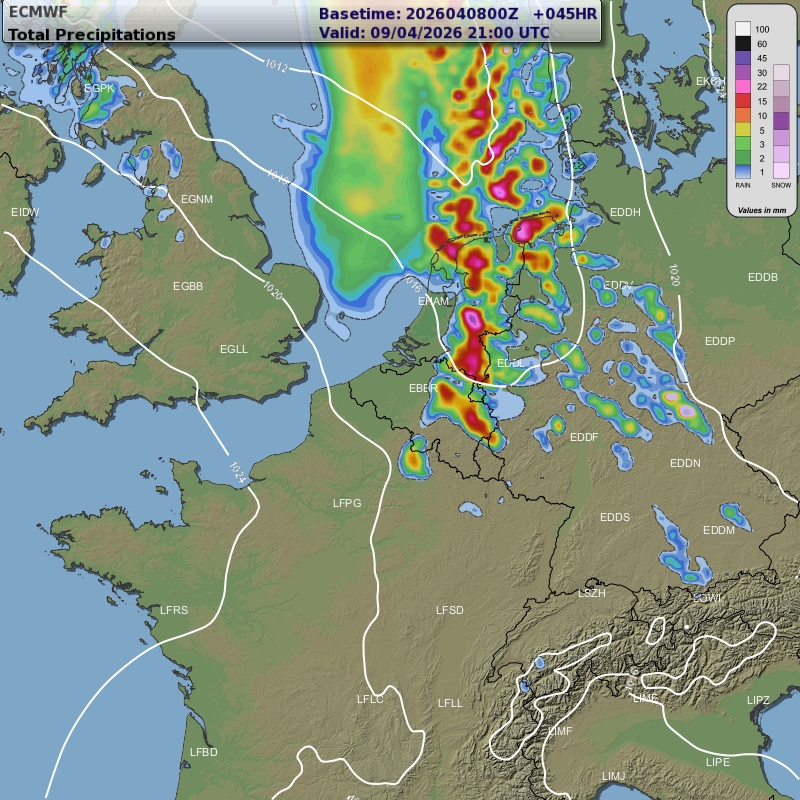 ECMWF
Basetime: 2026040800Z +045HR
Total Precipitations
Valid: 09/04/2026 21:00 UTC
100
60
45
30
22
15
10
5
3
2
1
RAIN
SNOW
Values in mm
1012
EGPK
EKCH
1016
EGNM
EIDW
EDDH
1020
EDDB
EGBB
1016
EDDV
1020
EHAM
EGLL
EDDP
EDDL
EBBR
EDDF
EDDN
1024
LFPG
EDDS
EDDM
LSZH
LOWI
LFRS
LFSD
LFLC
LFLL
LIME
LIPZ
LIMF
LFBD
LIPE
LIMJ